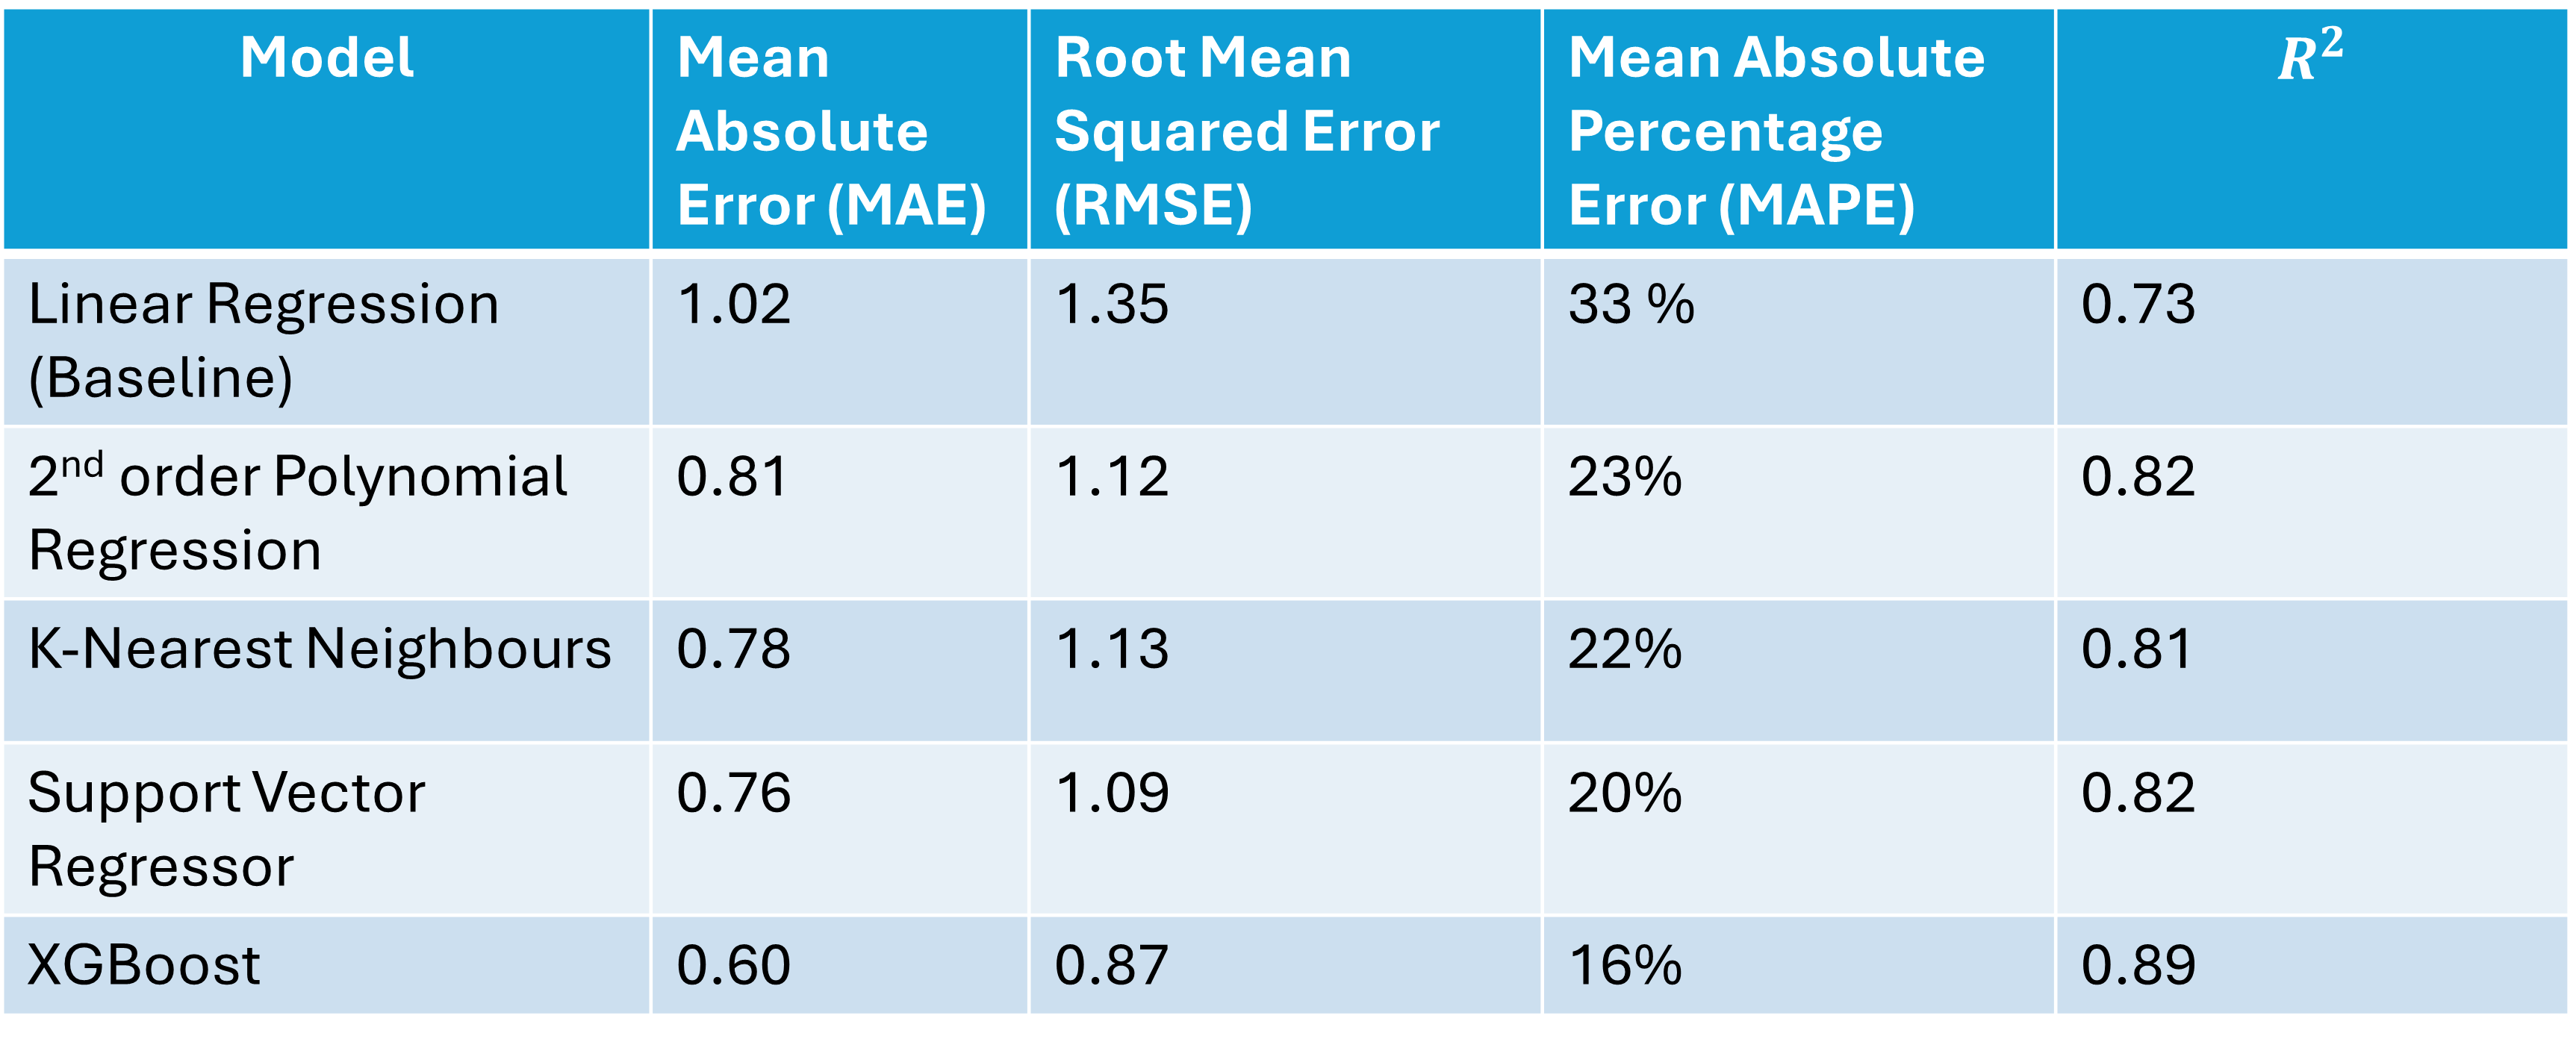 Model
Mean
Absolute
Error (MAE)
Root Mean
Squared Error
(RMSE)
Mean Absolute
Percentage
Error (MAPE)
R²
Linear Regression
(Baseline)
1.02
1.35
33 %
0.73
2nd order Polynomial
Regression
0.81
1.12
23%
0.82
K-Nearest Neighbours
0.78
1.13
22%
0.81
Support Vector
Regressor
0.76
1.09
20%
0.82
XGBoost
0.60
0.87
16%
0.89